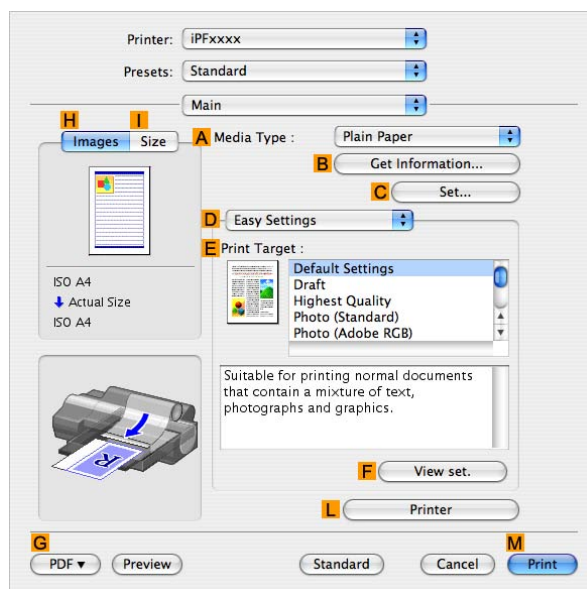 Printer: iPFxxxx
Presets: Standard
Main
H I
Images Size
A Media Type : Plain Paper
B Get Information...
C Set...
D Easy Settings
E Print Target :
Default Settings
Draft
Highest Quality
Photo (Standard)
Photo (Adobe RGB)
ISO A4
Actual Size
ISO A4
Suitable for printing normal documents
that contain a mixture of text,
photographs and graphics.
R
F View set.
L Printer
G M
PDF▼ Preview Standard Cancel Print